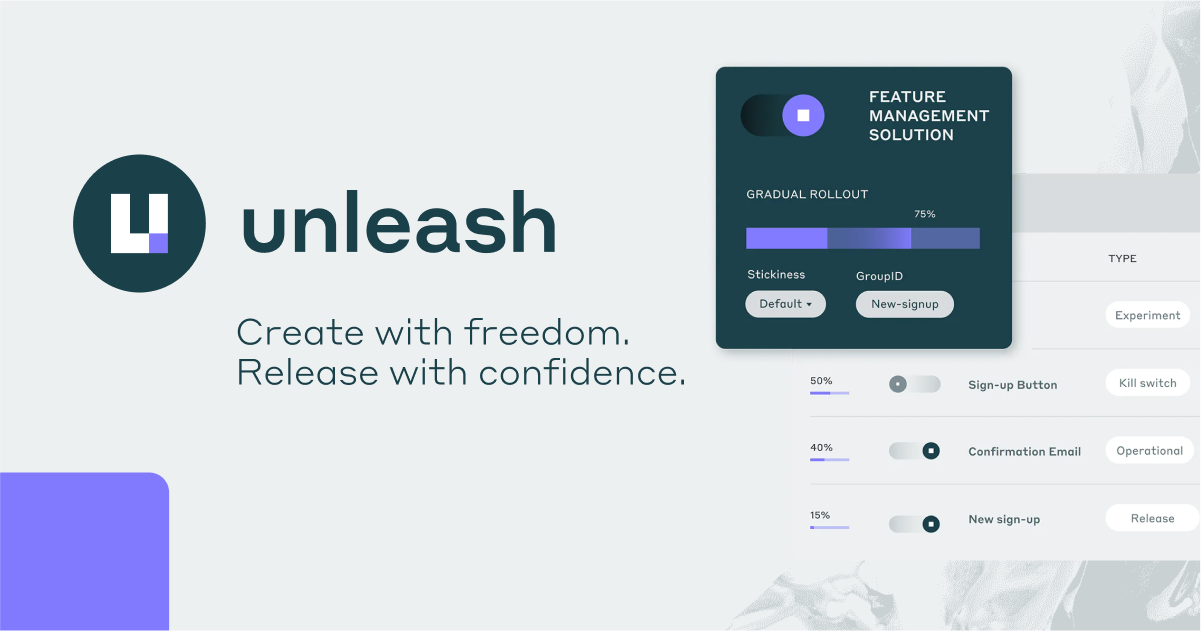 unleash
Create with freedom.
Release with confidence.
FEATURE
MANAGEMENT
SOLUTION
GRADUAL ROLLOUT
75%
Stickiness
GroupID
Default
New-signup
TYPE
Experiment
50%
Sign-up Button
Kill switch
40%
Confirmation Email
Operational
15%
New sign-up
Release